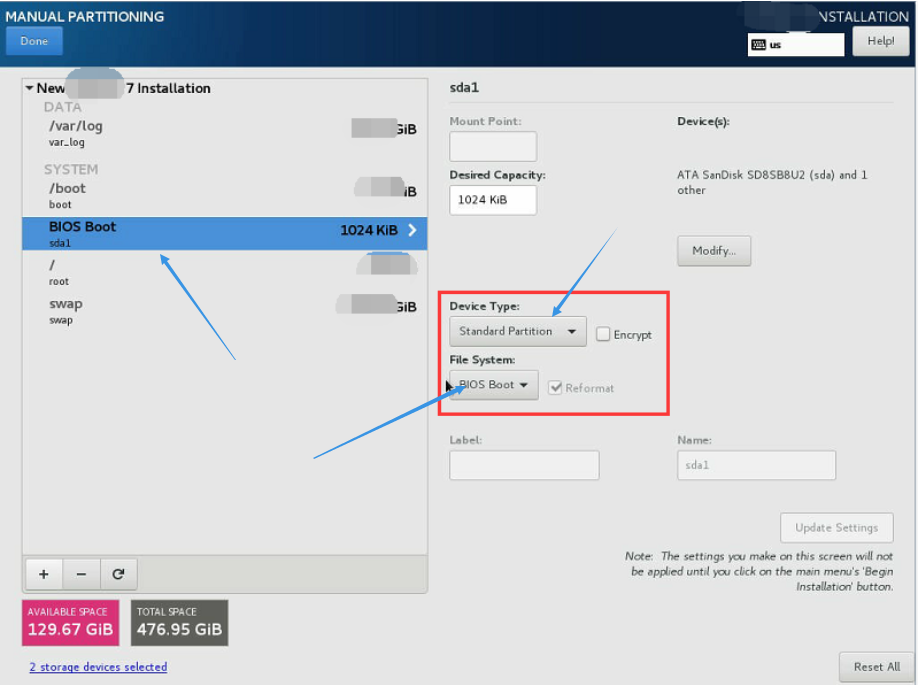 MANUAL PARTITIONING
NSTALLATION
Done
us
Help!
New 7 Installation
DATA
/var/log
GiB
var_log
SYSTEM
/boot
iB
boot
BIOS Boot
1024 KiB
sda1
/
root
swap
GiB
swap
+
−
AVAILABLE SPACE
129.67 GiB
TOTAL SPACE
476.95 GiB
2 storage devices selected
sda1
Mount Point:
Device(s):
Desired Capacity:
1024 KiB
ATA SanDisk SD8SB8U2 (sda) and 1
other
Modify...
Device Type:
Standard Partition
Encrypt
File System:
BIOS Boot
Reformat
Label:
Name:
sda1
Update Settings
Note: The settings you make on this screen will not
be applied until you click on the main menu's 'Begin
Installation' button.
Reset All